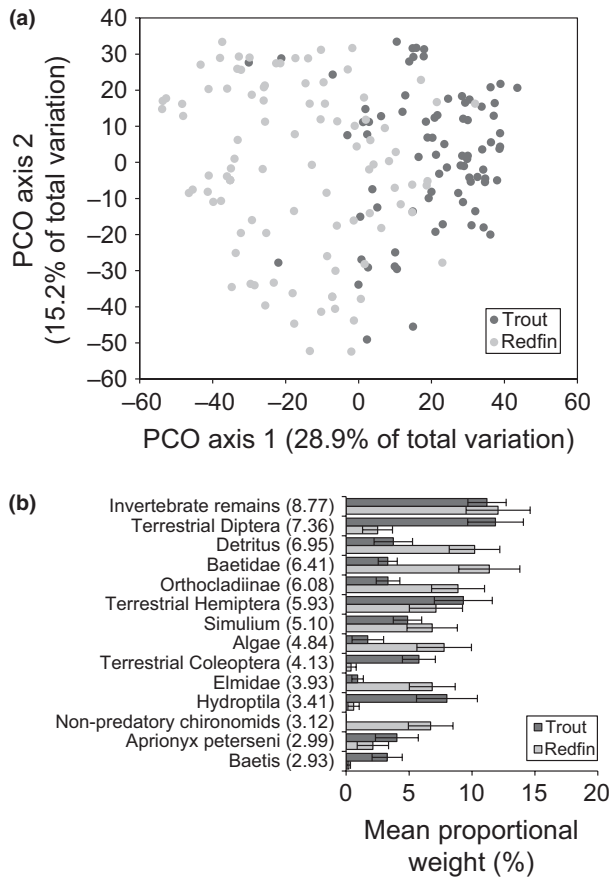 (a)
40
30
20
10
0
–10
–20
–30
–40
–50
–60
PCO axis 2
(15.2% of total variation)
Trout
Redfin
–60 –40 –20 0 20 40 60
PCO axis 1 (28.9% of total variation)
(b)
Invertebrate remains (8.77)
Terrestrial Diptera (7.36)
Detritus (6.95)
Baetidae (6.41)
Orthocladiinae (6.08)
Terrestrial Hemiptera (5.93)
Simulium (5.10)
Algae (4.84)
Terrestrial Coleoptera (4.13)
Elmidae (3.93)
Hydroptila (3.41)
Non-predatory chironomids (3.12)
Aprionyx peterseni (2.99)
Baetis (2.93)
Trout
Redfin
0 5 10 15 20
Mean proportional
weight (%)